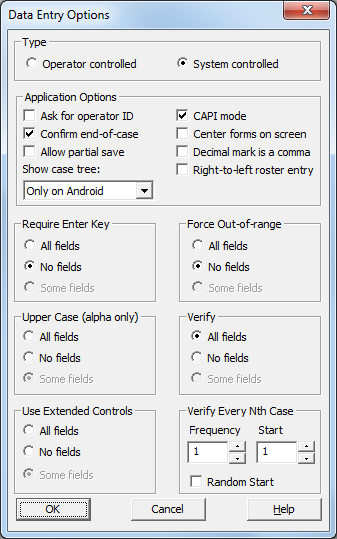 Data Entry Options
Type
Operator controlled System controlled
Application Options
Ask for operator ID CAPI mode
Confirm end-of-case Center forms on screen
Allow partial save Decimal mark is a comma
Show case tree: Right-to-left roster entry
Only on Android
Require Enter Key Force Out-of-range
All fields All fields
No fields No fields
Some fields Some fields
Upper Case (alpha only) Verify
All fields All fields
No fields No fields
Some fields Some fields
Use Extended Controls Verify Every Nth Case
All fields Frequency Start
No fields 1 1
Some fields Random Start
OK Cancel Help